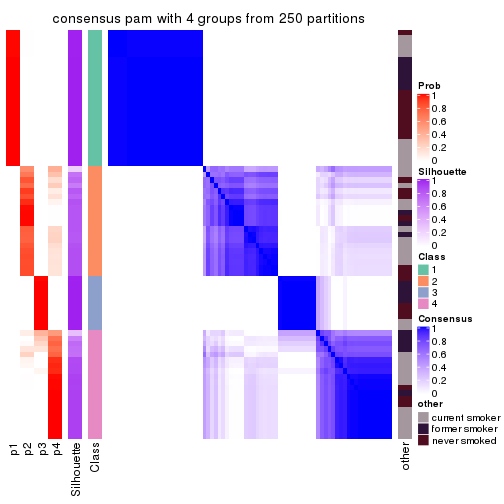 consensus pam with 4 groups from 250 partitions
Prob
1
0.8
0.6
0.4
0.2
0
Silhouette
1
0.8
0.6
0.4
0.2
0
Class
1
2
3
4
Consensus
1
0.8
0.6
0.4
0.2
0
other
current smoker
former smoker
never smoked
p1
p2
p3
p4
Silhouette
Class
other